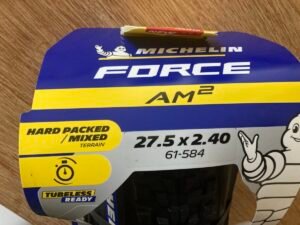 MICHELIN
FORCE
AM²
HARD PACKED
/MIXED
TERRAIN
27.5 x 2.40
61-584
TUBELESS
READY